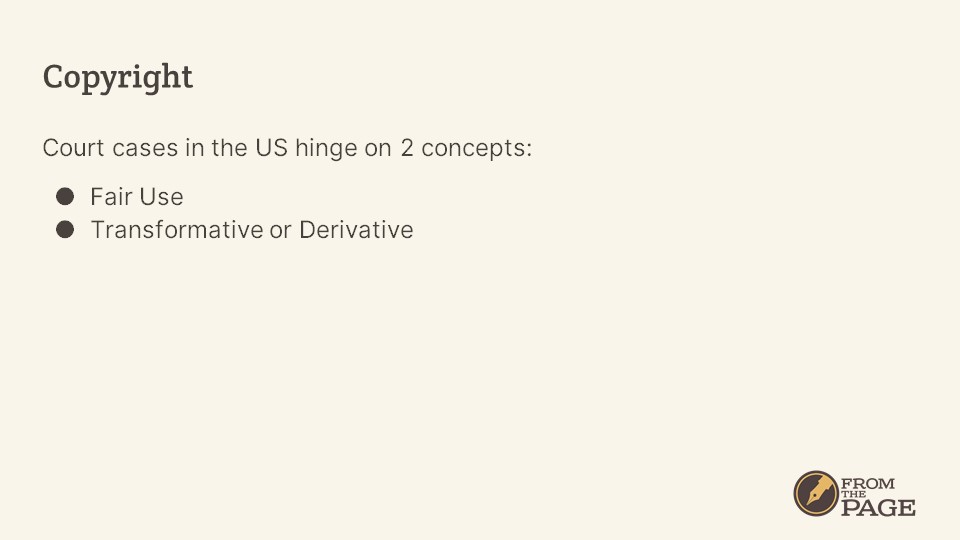 Copyright
Court cases in the US hinge on 2 concepts:
● Fair Use
● Transformative or Derivative
FROM
THE
PAGE